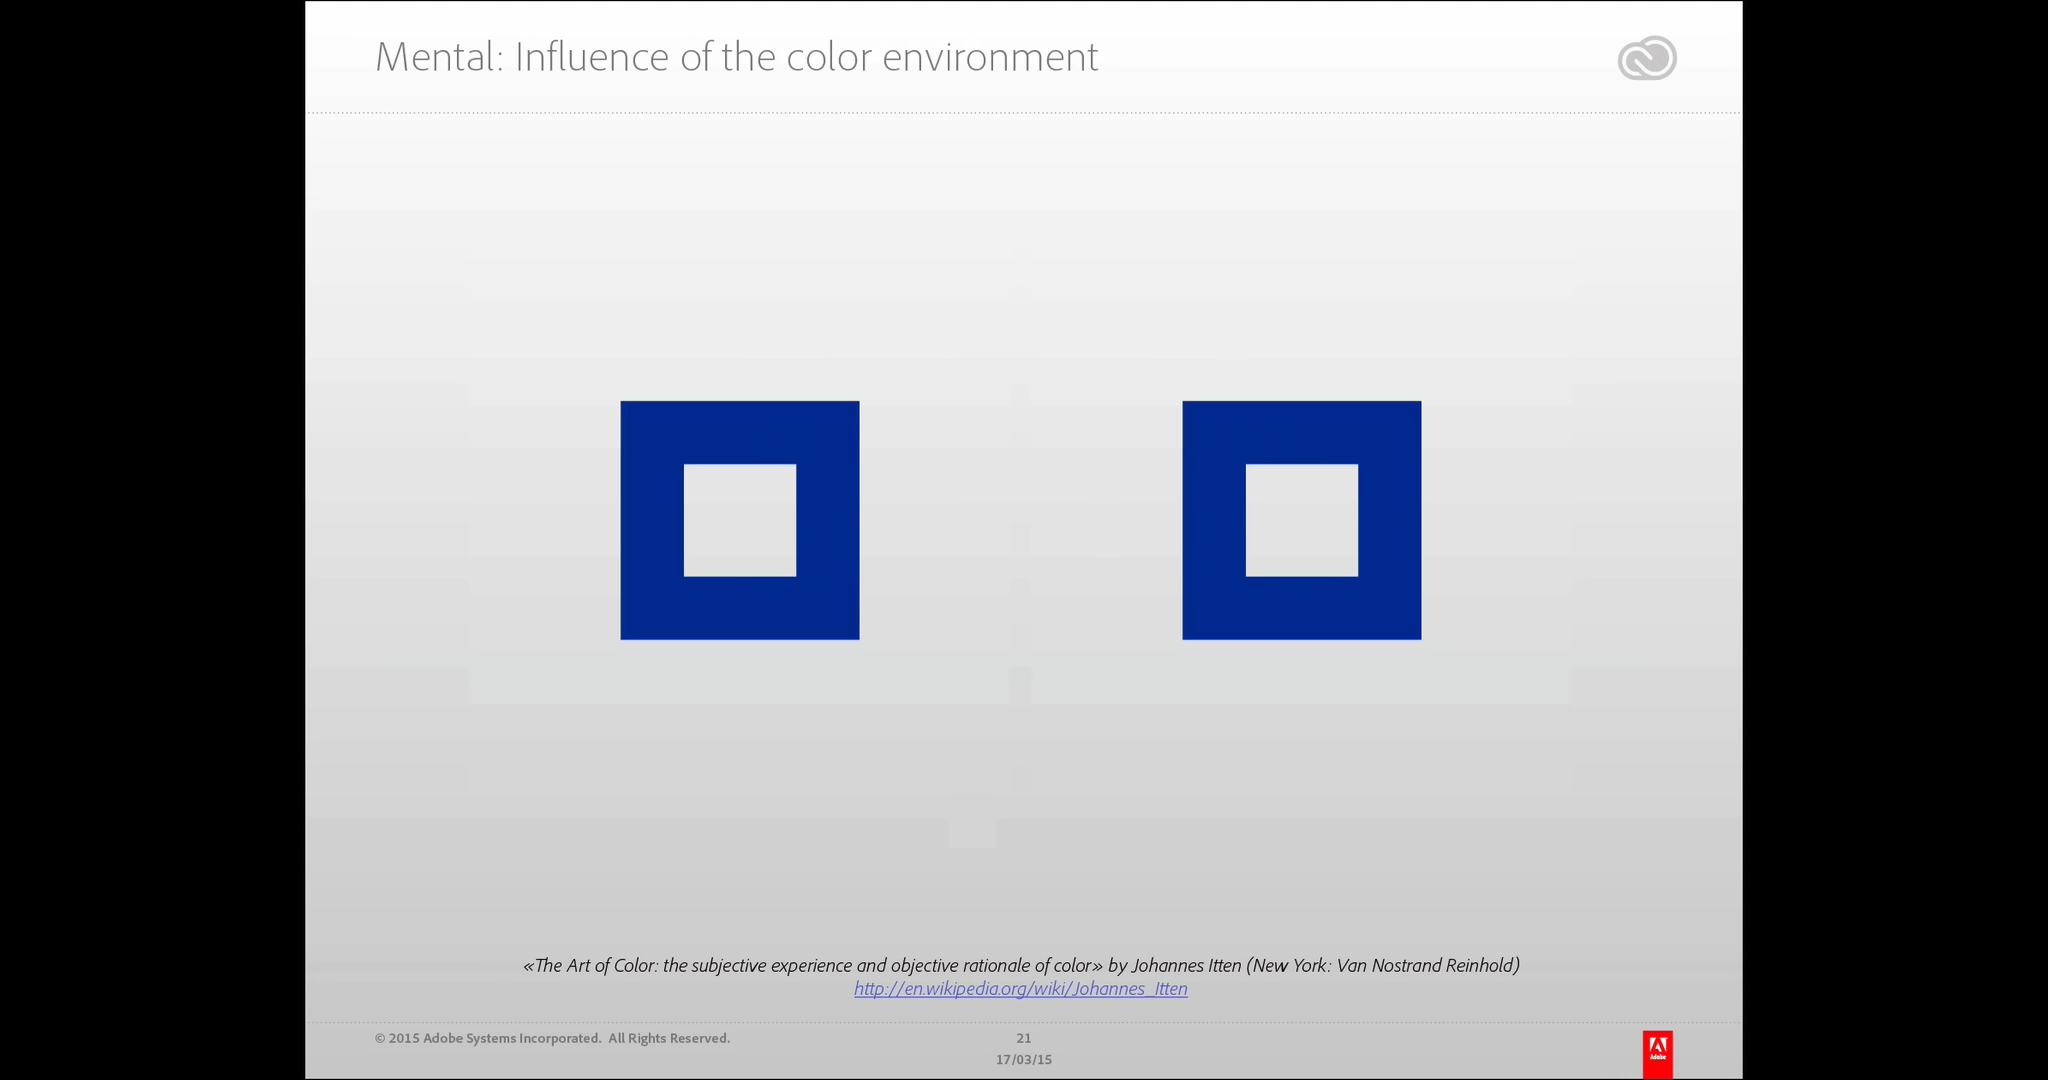 Mental: Influence of the color environment
«The Art of Color: the subjective experience and objective rationale of color» by Johannes Itten (New York: Van Nostrand Reinhold)
http://en.wikipedia.org/wiki/Johannes_Itten
© 2015 Adobe Systems Incorporated. All Rights Reserved.
21
17/03/15
Adobe